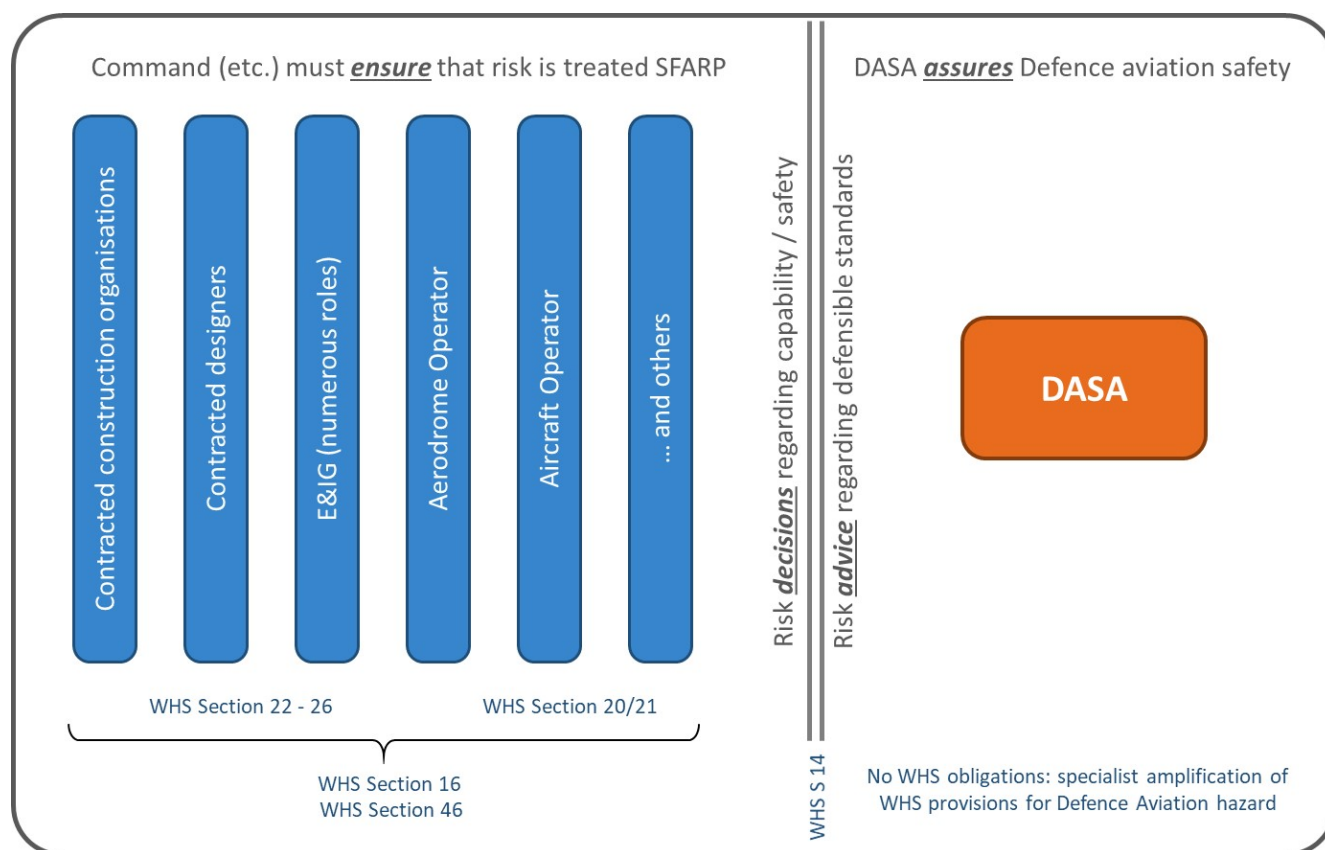 Command (etc.) must ensure that risk is treated SFARP
DASA assures Defence aviation safety
Contracted construction organisations
Contracted designers
E&IG (numerous roles)
Aerodrome Operator
Aircraft Operator
... and others
Risk decisions regarding capability / safety
Risk advice regarding defensible standards
DASA
WHS Section 22 - 26
WHS Section 20/21
WHS Section 16
WHS Section 46
WHS S 14
No WHS obligations: specialist amplification of
WHS provisions for Defence Aviation hazard